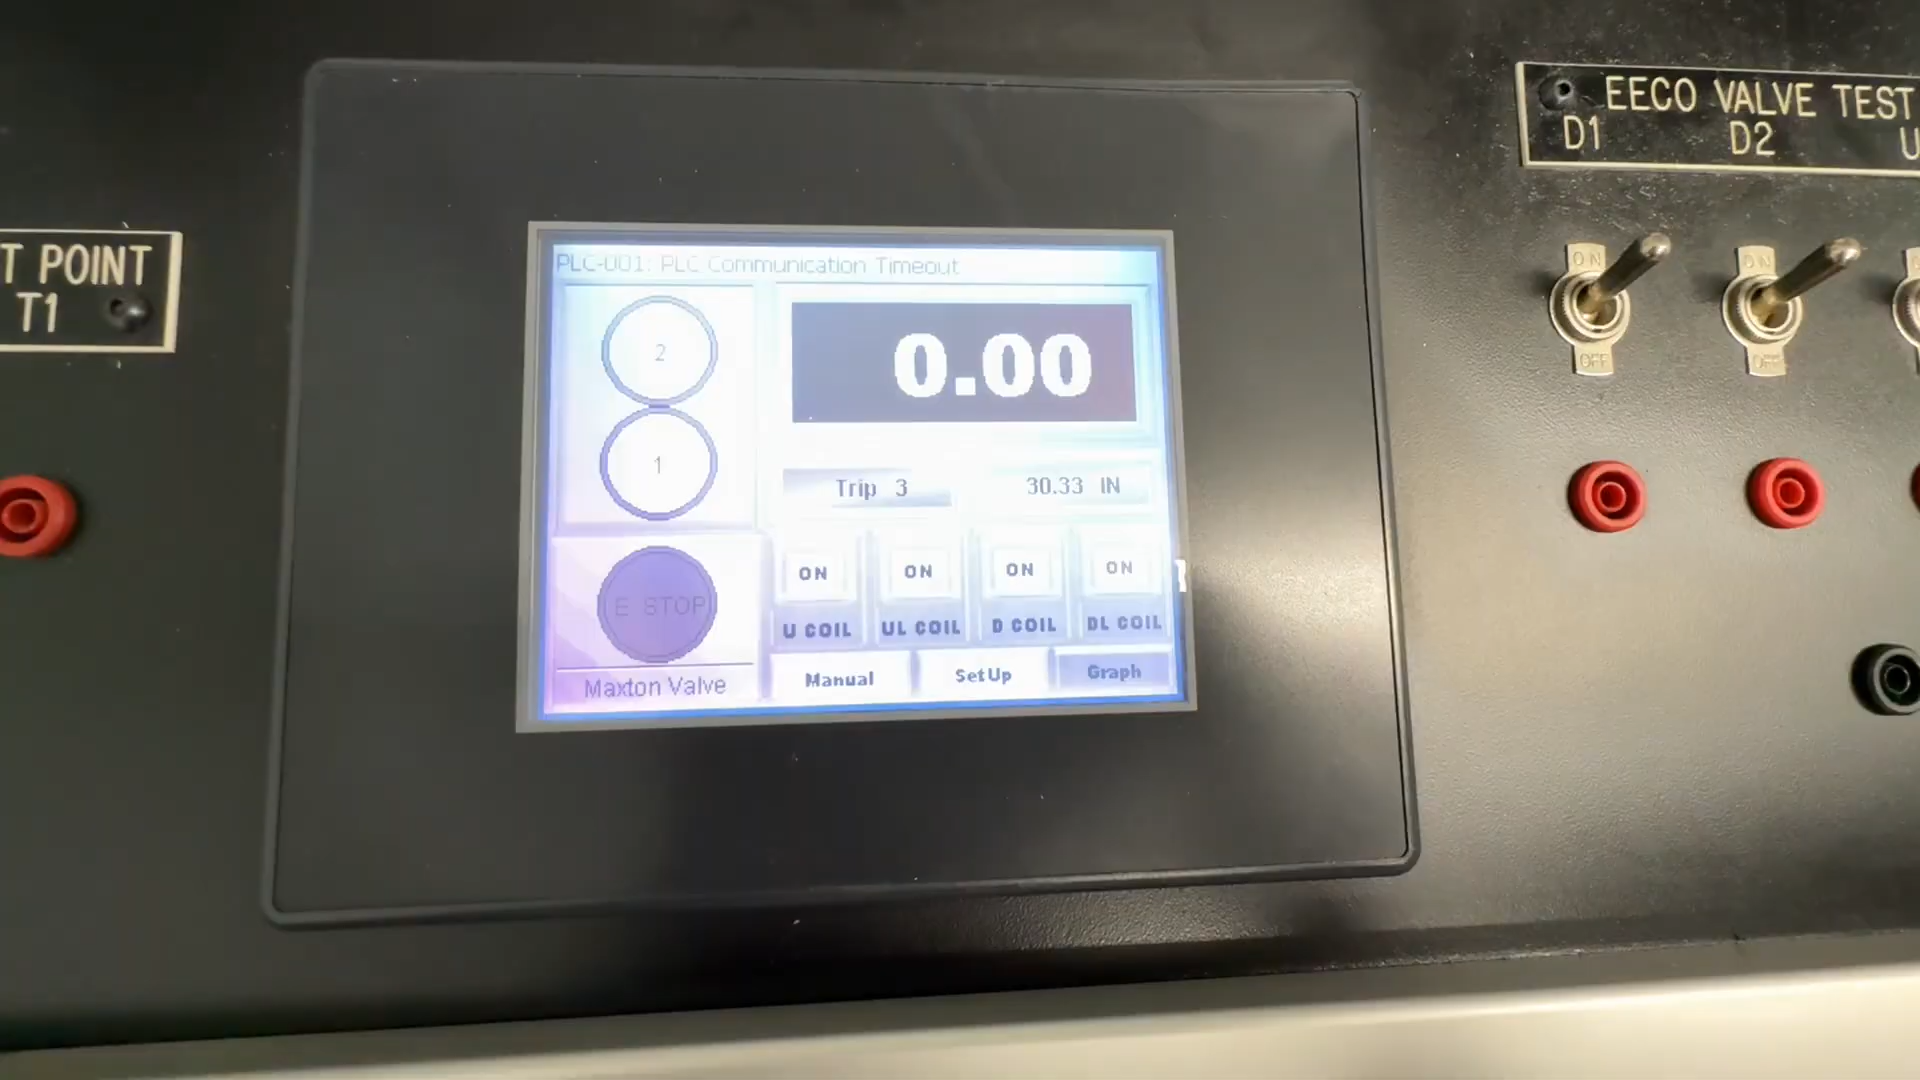 T POINT
T1
PLC-001: PLC Communication Timeout
2
1
E STOP
Maxton Valve
0.00
Trip 3
30.33 IN
ON ON ON ON
U COIL UL COIL D COIL DL COIL
Manual SetUp Graph
EECO VALVE TEST
D1 D2 U
ON ON
OFF OFF